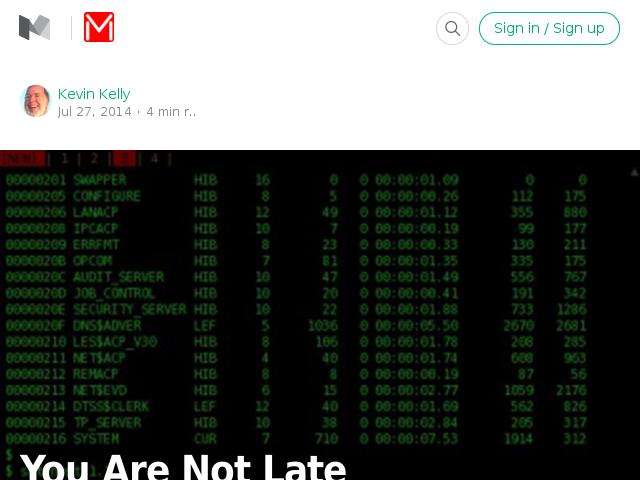 Sign in / Sign up
Kevin Kelly
Jul 27, 2014 · 4 min r..
| 1 | 2 | 3 | 4 |
00000201 SWAPPER HIB 16 0 0 00:00:01.09 0 0
00000205 CONFIGURE HIB 8 5 0 00:00:00.26 112 175
00000206 LANACP HIB 12 49 0 00:00:01.12 355 880
00000208 IPCACP HIB 10 7 0 00:00:00.19 99 177
00000209 ERRFMT HIB 8 23 0 00:00:00.33 130 211
0000020B OPCOM HIB 7 81 0 00:00:01.35 335 175
0000020C AUDIT_SERVER HIB 10 47 0 00:00:01.49 556 767
0000020D JOB_CONTROL HIB 10 20 0 00:00:00.41 191 342
0000020E SECURITY_SERVER HIB 10 22 0 00:00:01.88 733 1286
0000020F DNS$ADVER LEF 5 1036 0 00:00:05.50 2670 2681
00000210 LES$ACP_V30 HIB 8 106 0 00:00:01.78 208 285
00000211 NET$ACP HIB 4 40 0 00:00:01.74 608 963
00000212 REMACP HIB 8 8 0 00:00:00.19 87 56
00000213 NET$EVD HIB 6 15 0 00:00:02.77 1059 2176
00000214 DTSS$CLERK LEF 12 40 0 00:00:01.69 562 826
00000215 TP_SERVER HIB 10 38 0 00:00:02.84 205 317
00000216 SYSTEM CUR 7 710 0 00:00:07.53 1914 312
$
$
You Are Not Late